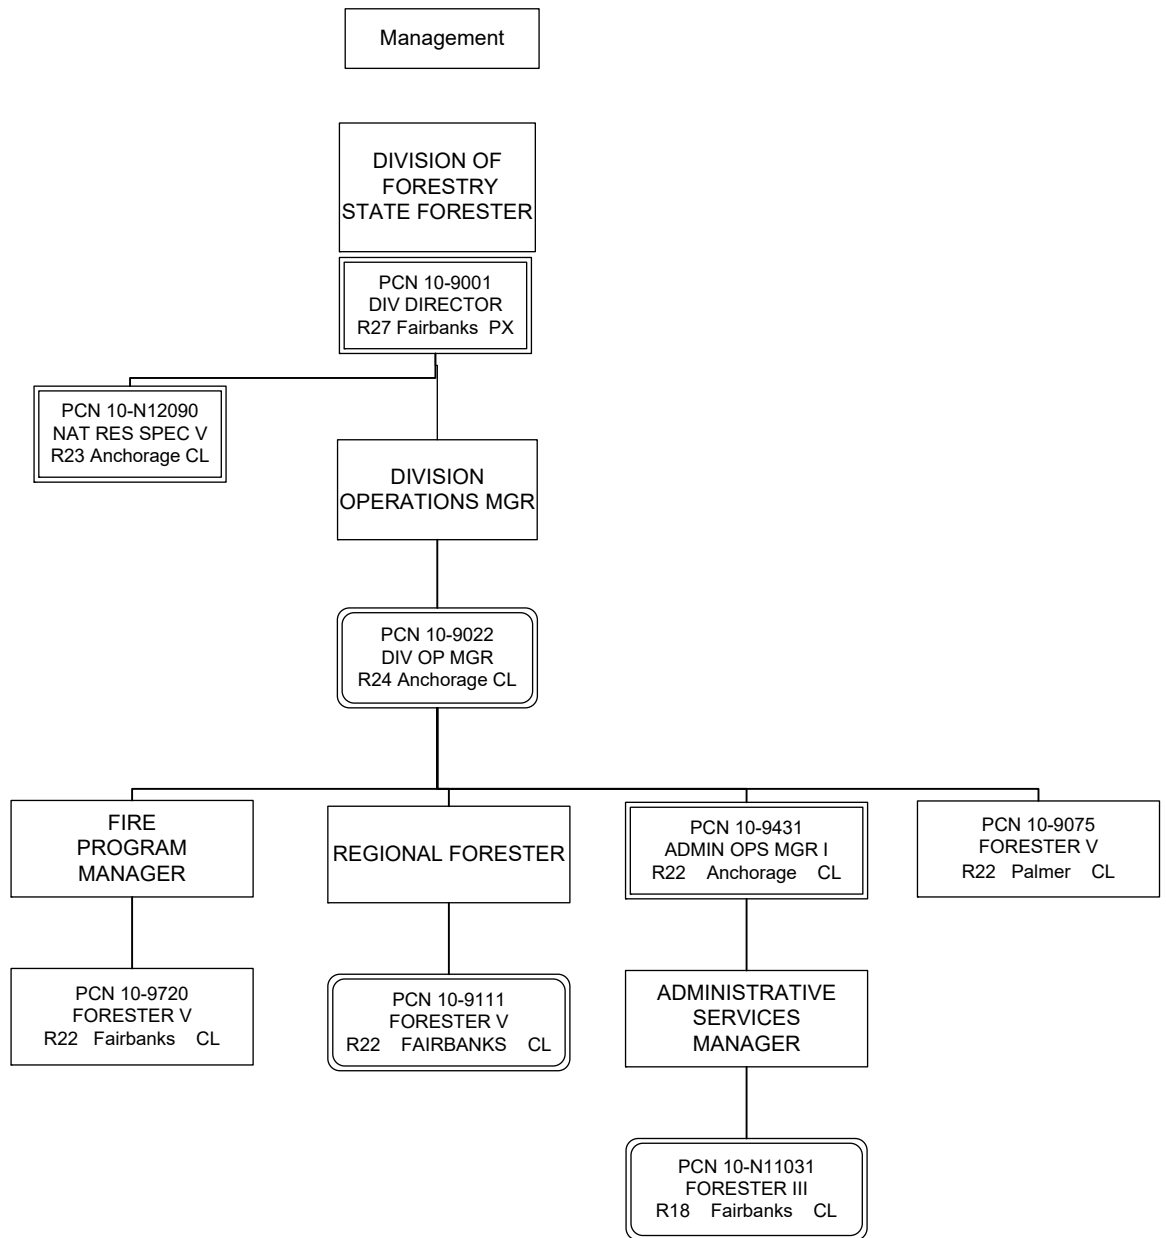 Management
DIVISION OF
FORESTRY
STATE FORESTER
PCN 10-9001
DIV DIRECTOR
R27 Fairbanks PX
PCN 10-N12090
NAT RES SPEC V
R23 Anchorage CL
DIVISION
OPERATIONS MGR
PCN 10-9022
DIV OP MGR
R24 Anchorage CL
FIRE
PROGRAM
MANAGER
REGIONAL FORESTER
PCN 10-9431
ADMIN OPS MGR I
R22 Anchorage CL
PCN 10-9075
FORESTER V
R22 Palmer CL
PCN 10-9720
FORESTER V
R22 Fairbanks CL
PCN 10-9111
FORESTER V
R22 FAIRBANKS CL
ADMINISTRATIVE
SERVICES
MANAGER
PCN 10-N11031
FORESTER III
R18 Fairbanks CL